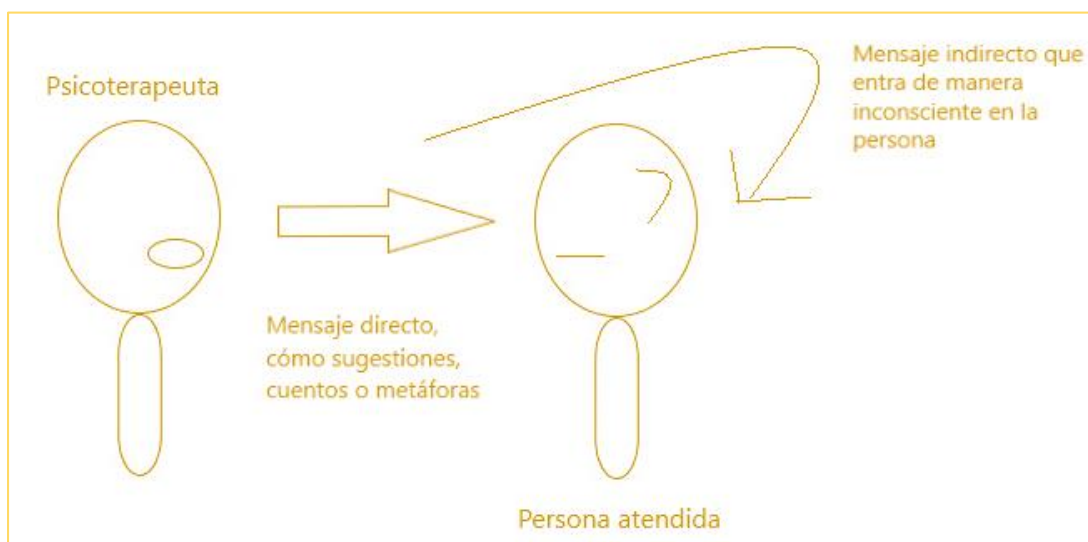 Psicoterapeuta
Mensaje indirecto que
entra de manera
inconsciente en la
persona
Mensaje directo,
cómo sugestiones,
cuentos o metáforas
Persona atendida